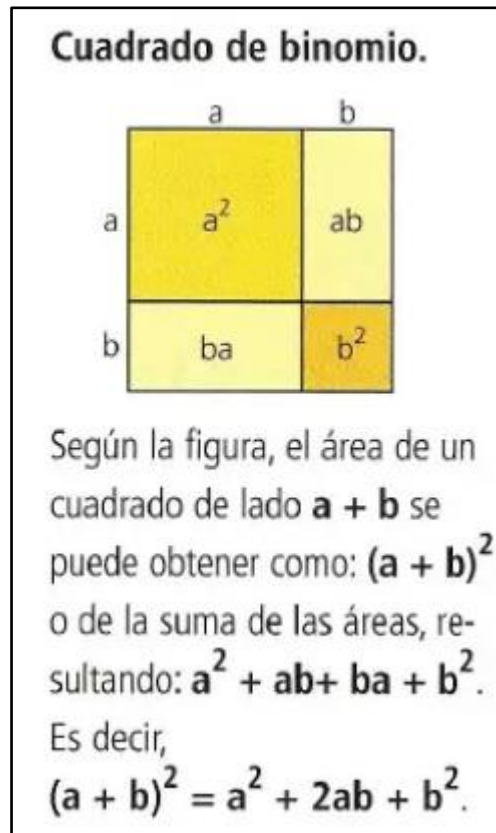 Cuadrado de binomio.
a b
a a² ab
b ba b²
Según la figura, el área de un
cuadrado de lado a + b se
puede obtener como: (a + b)²
o de la suma de las áreas, re-
sultando: a² + ab+ ba + b².
Es decir,
(a + b)² = a² + 2ab + b².